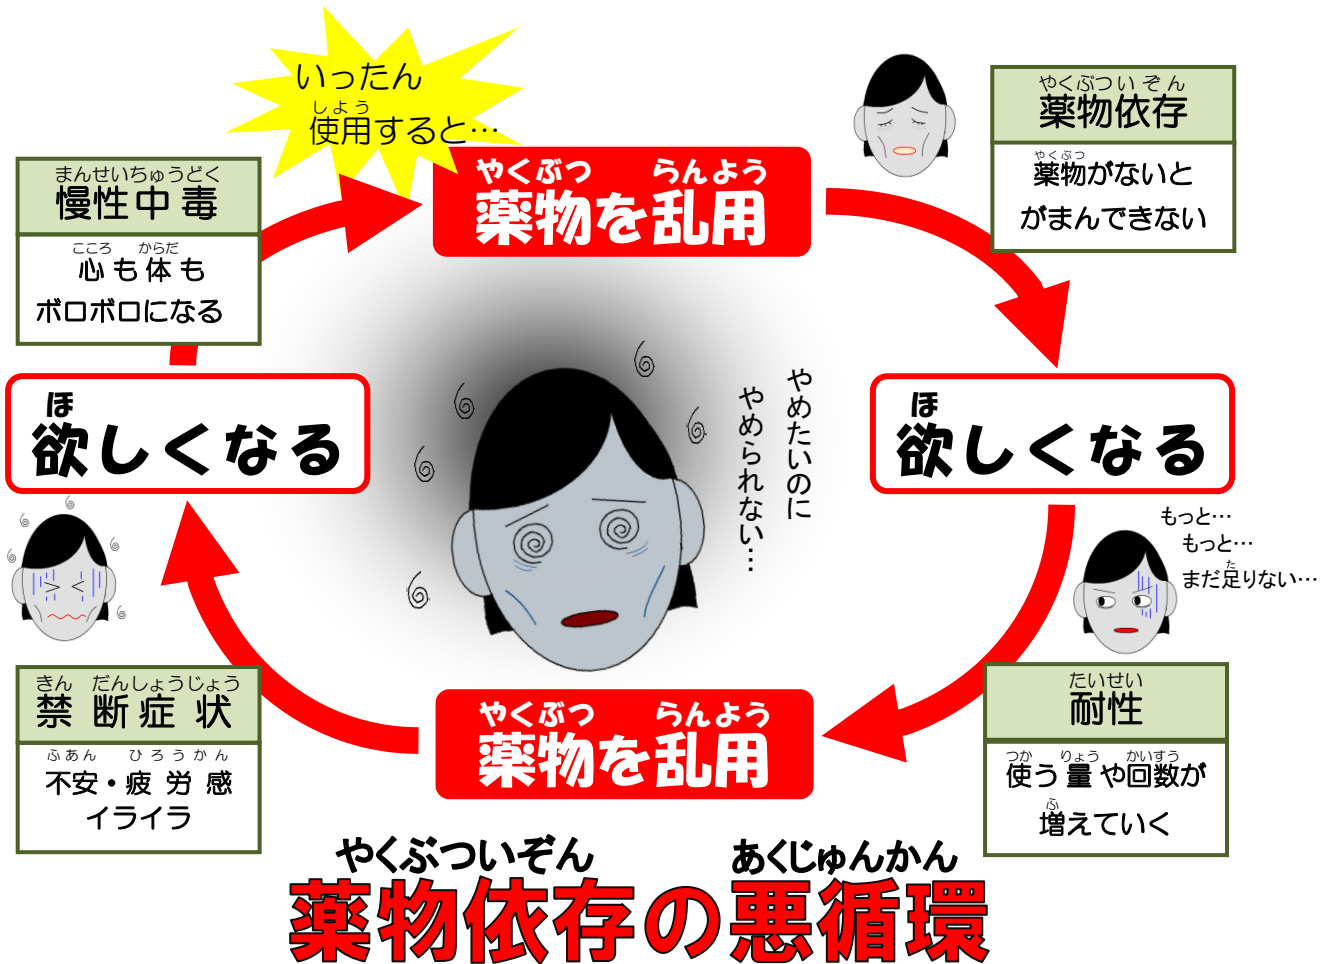 いったん
しよう
使用すると…
やくぶつ らんよう
薬物を乱用
やくぶついぞん
薬物依存
やくぶつ
薬物がないと
がまんできない
ほ
欲しくなる
もっと…
もっと…
た
まだ足りない…
たいせい
耐性
つか りょう かいすう
使う量や回数が
ふ
増えていく
やくぶつ らんよう
薬物を乱用
きん だんしょうじょう
禁断症状
ふあん ひろうかん
不安・疲労感
イライラ
ほ
欲しくなる
まんせいちゅうどく
慢性中毒
こころ からだ
心も体も
ボロボロになる
やめたいのに
やめられない…
やくぶついぞん あくじゅんかん
薬物依存の悪循環